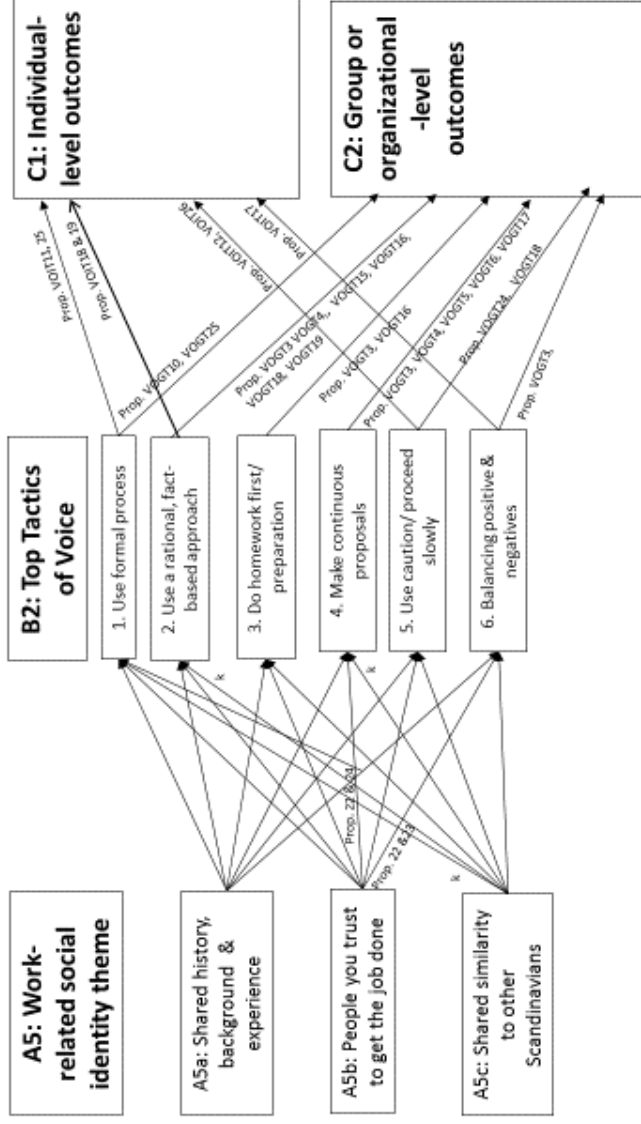 A5: Work-
related social
identity theme
A5a: Shared history,
background &
experience
A5b: People you trust
to get the job done
A5c: Shared similarity
to other
Scandinavians
Prop. 22 &24
Prop. 22 &23
k
k
k
B2: Top Tactics
of Voice
1. Use formal process
2. Use a rational, fact-
based approach
3. Do homework first/
preparation
4. Make continuous
proposals
5. Use caution/ proceed
slowly
6. Balancing positive &
negatives
Prop. VOIT11, 25
Prop. VOIT18 & 19
Prop. VOGT10, VOGT25
Prop. VOIT12, VOIT26
Prop. VOIT17
Prop. VOGT3 VOGT4,, VOGT15, VOGT16,
VOGT18, VOGT19
Prop. VOGT3, VOGT16
Prop. VOGT3, VOGT4, VOGT5, VOGT6, VOGT17
Prop. VOGT24, VOGT18
Prop. VOGT3,
C1: Individual-
level outcomes
C2: Group or
organizational
-level
outcomes